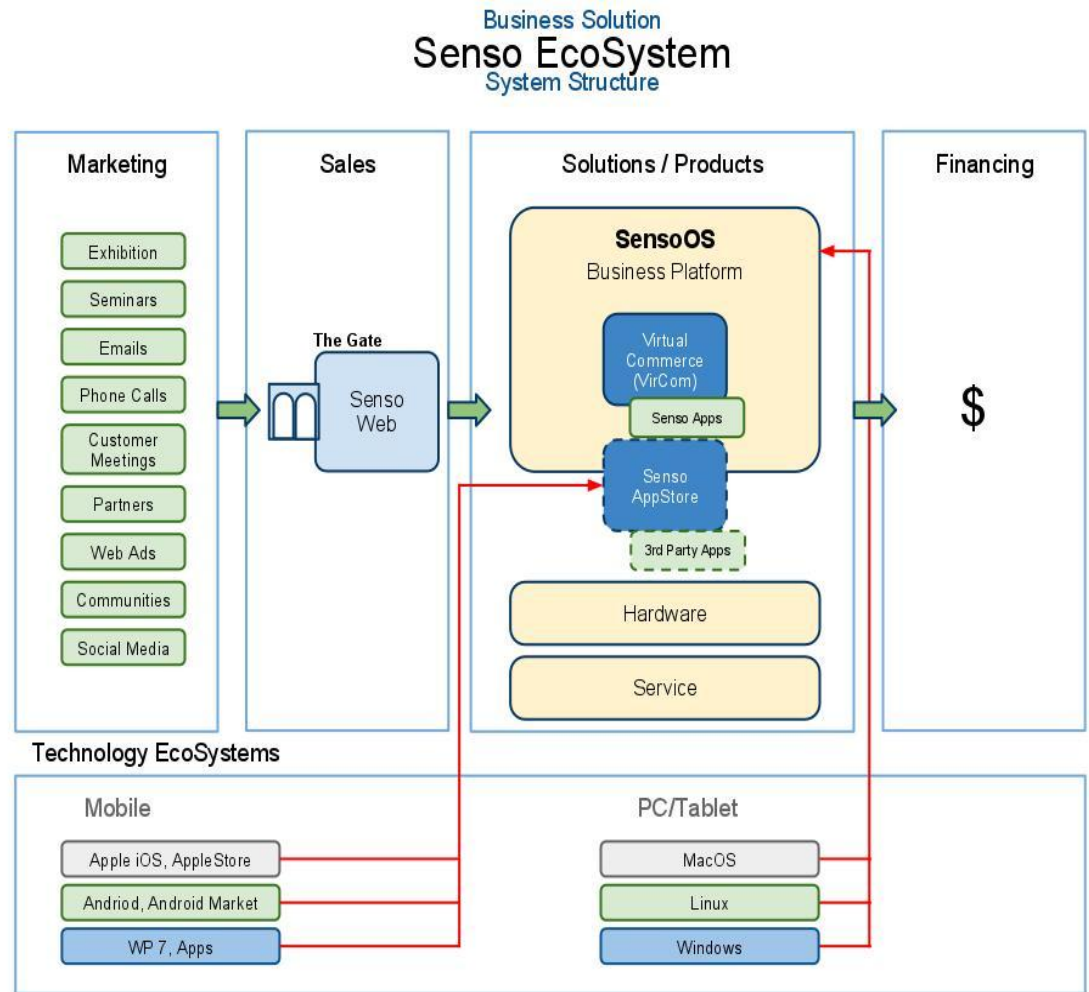 Business Solution
Senso EcoSystem
System Structure
Marketing
Exhibition
Seminars
Emails
Phone Calls
Customer
Meetings
Partners
Web Ads
Communities
Social Media
Sales
The Gate
Senso
Web
Solutions / Products
SensoOS
Business Platform
Virtual
Commerce
(VirCom)
Senso Apps
Senso
AppStore
3rd Party Apps
Hardware
Service
Financing
$
Technology EcoSystems
Mobile
Apple iOS, AppleStore
Andriod, Android Market
WP 7, Apps
PC/Tablet
MacOS
Linux
Windows